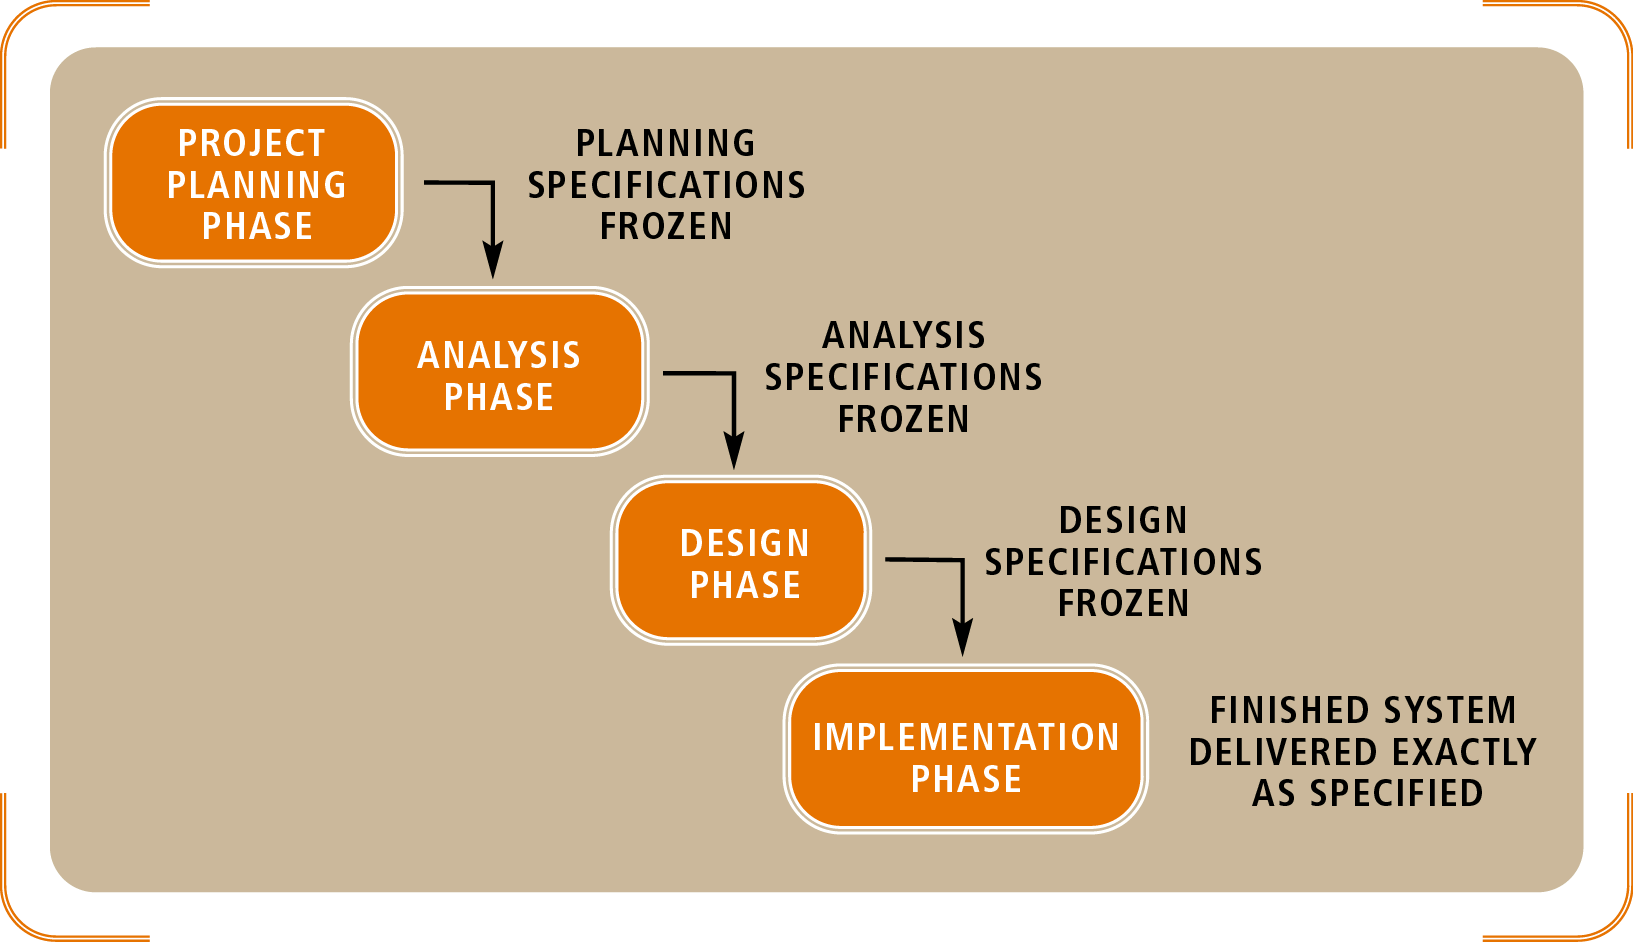 PROJECT
PLANNING
PHASE
PLANNING
SPECIFICATIONS
FROZEN
ANALYSIS
PHASE
ANALYSIS
SPECIFICATIONS
FROZEN
DESIGN
PHASE
DESIGN
SPECIFICATIONS
FROZEN
IMPLEMENTATION
PHASE
FINISHED SYSTEM
DELIVERED EXACTLY
AS SPECIFIED